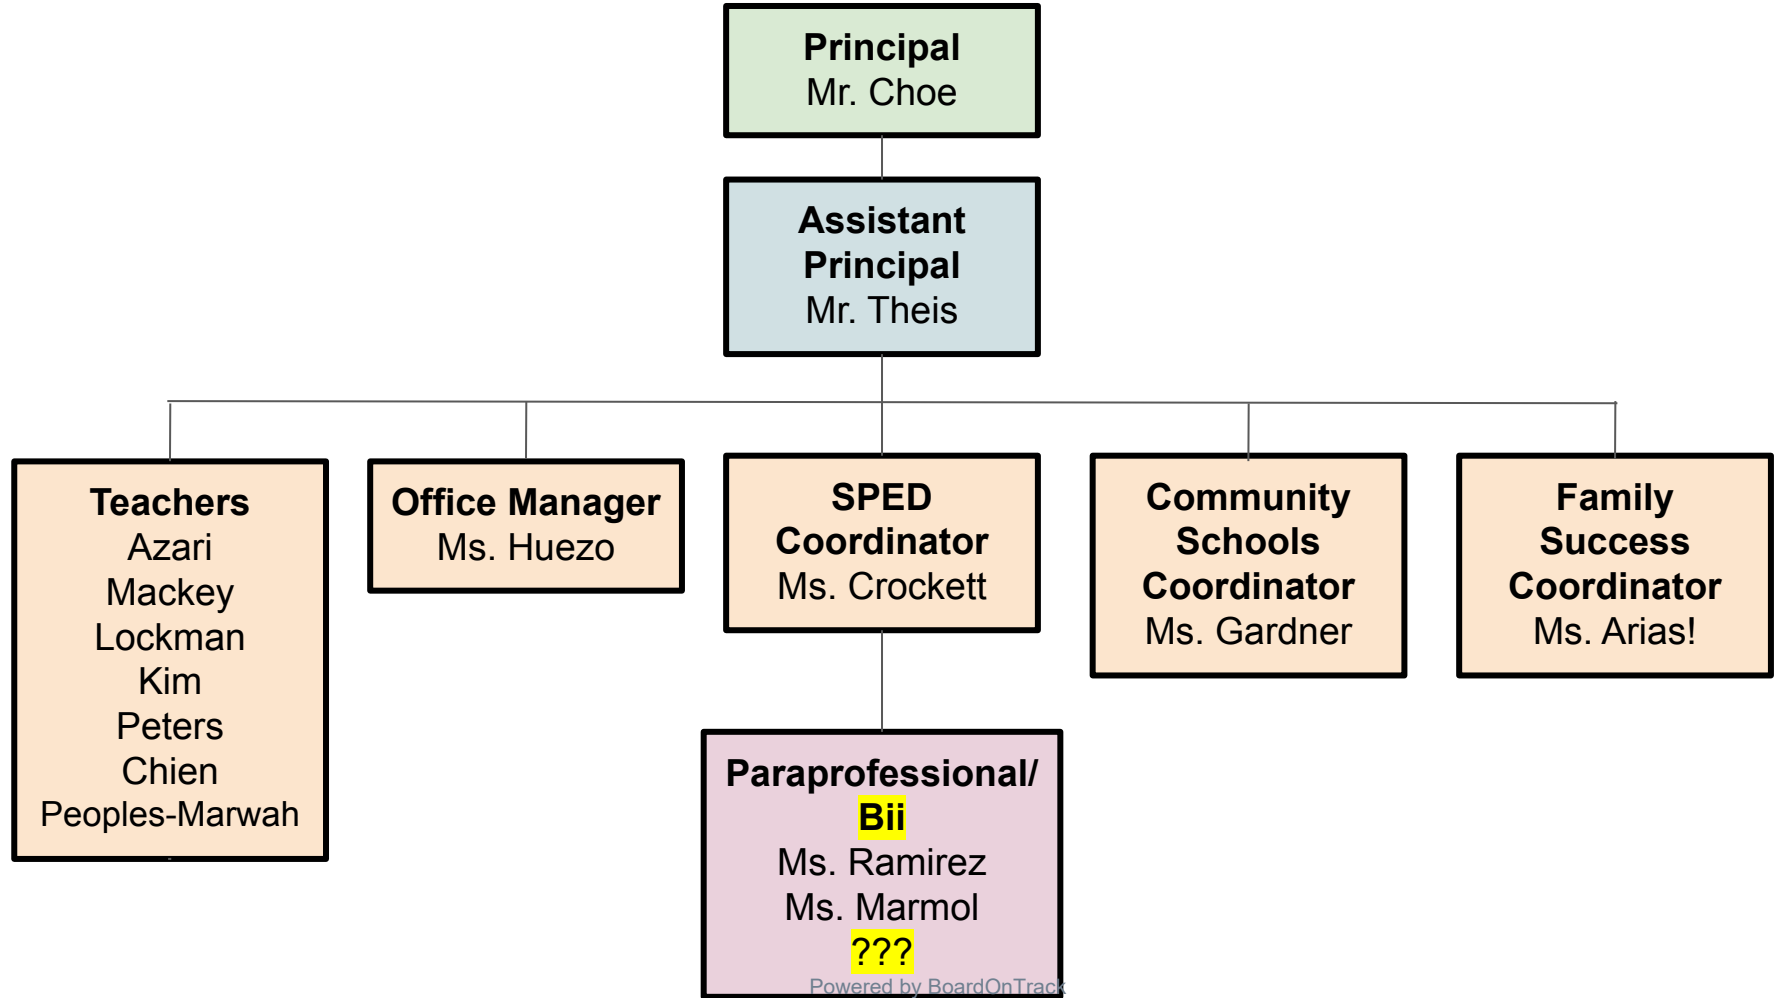 Principal
Mr. Choe
Assistant
Principal
Mr. Theis
Teachers
Azari
Mackey
Lockman
Kim
Peters
Chien
Peoples-Marwah
Office Manager
Ms. Huezo
SPED
Coordinator
Ms. Crockett
Community
Schools
Coordinator
Ms. Gardner
Family
Success
Coordinator
Ms. Arias!
Paraprofessional/
Bii
Ms. Ramirez
Ms. Marmol
???
Powered by BoardOnTrack